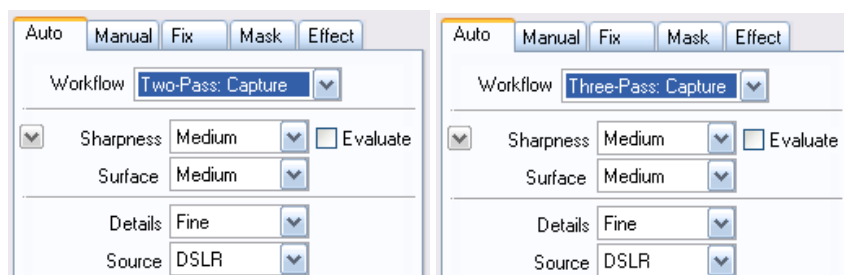 Auto Manual Fix Mask Effect
Workflow Two-Pass: Capture
Sharpness Medium Evaluate
Surface Medium
Details Fine
Source DSLR
Auto Manual Fix Mask Effect
Workflow Three-Pass: Capture
Sharpness Medium Evaluate
Surface Medium
Details Fine
Source DSLR